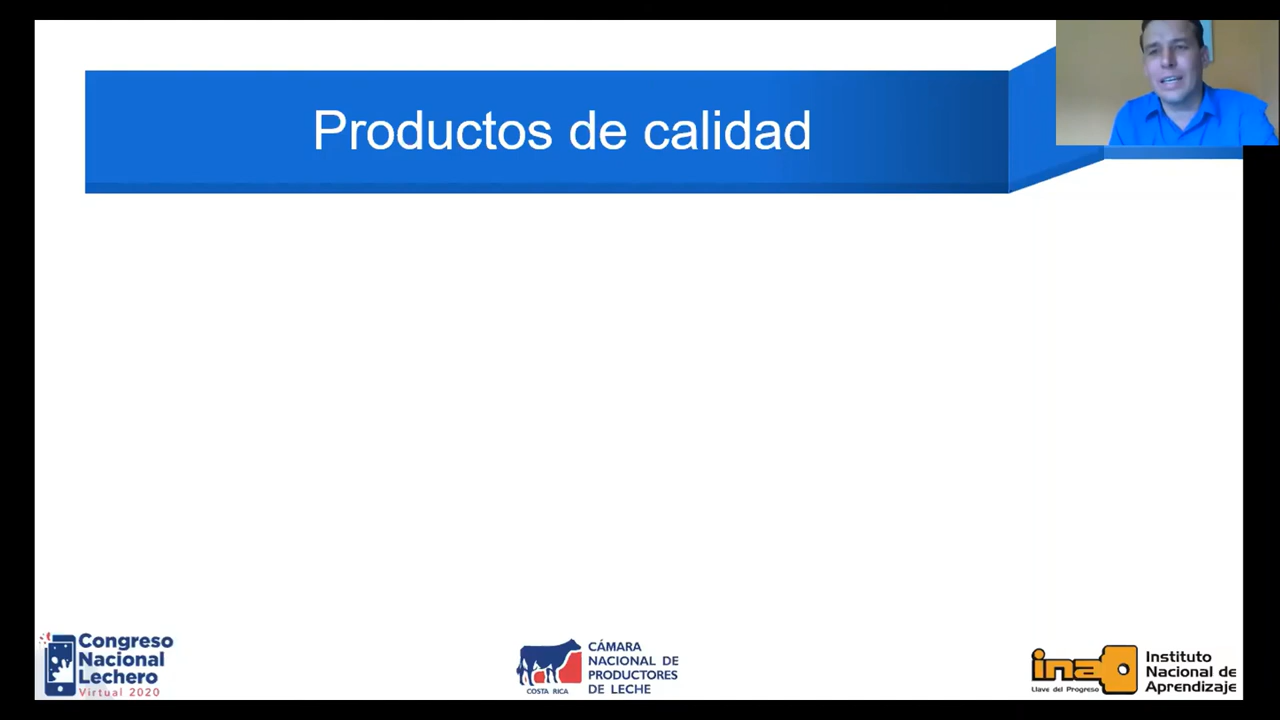 Productos de calidad
Congreso
Nacional
Lechero
Virtual 2020
CÁMARA
NACIONAL DE
PRODUCTORES
DE LECHE
COSTA RICA
ina
Llave del Progreso
Instituto
Nacional de
Aprendizaje